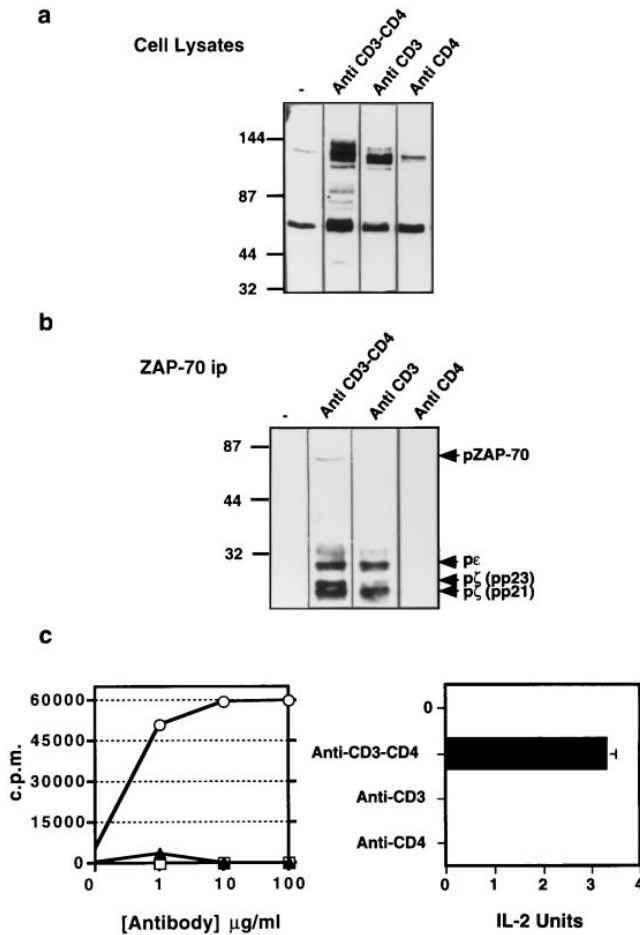 a
Cell Lysates
-
Anti CD3-CD4
Anti CD3
Anti CD4
144
87
44
32
b
ZAP-70 ip
-
Anti CD3-CD4
Anti CD3
Anti CD4
87
44
32
pZAP-70
pε
pζ (pp23)
pζ (pp21)
c
60000
45000
30000
15000
0
c.p.m.
0 1 10 100
[Antibody] μg/ml
0
Anti-CD3-CD4
Anti-CD3
Anti-CD4
0 1 2 3 4
IL-2 Units